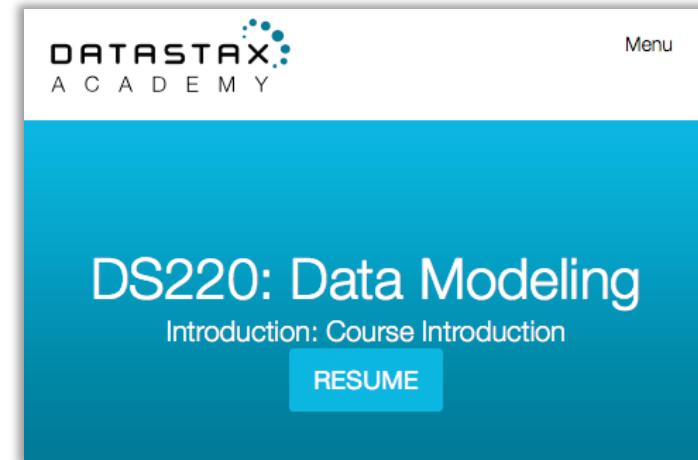 DATASTAX
ACADEMY
Menu
DS220: Data Modeling
Introduction: Course Introduction
RESUME